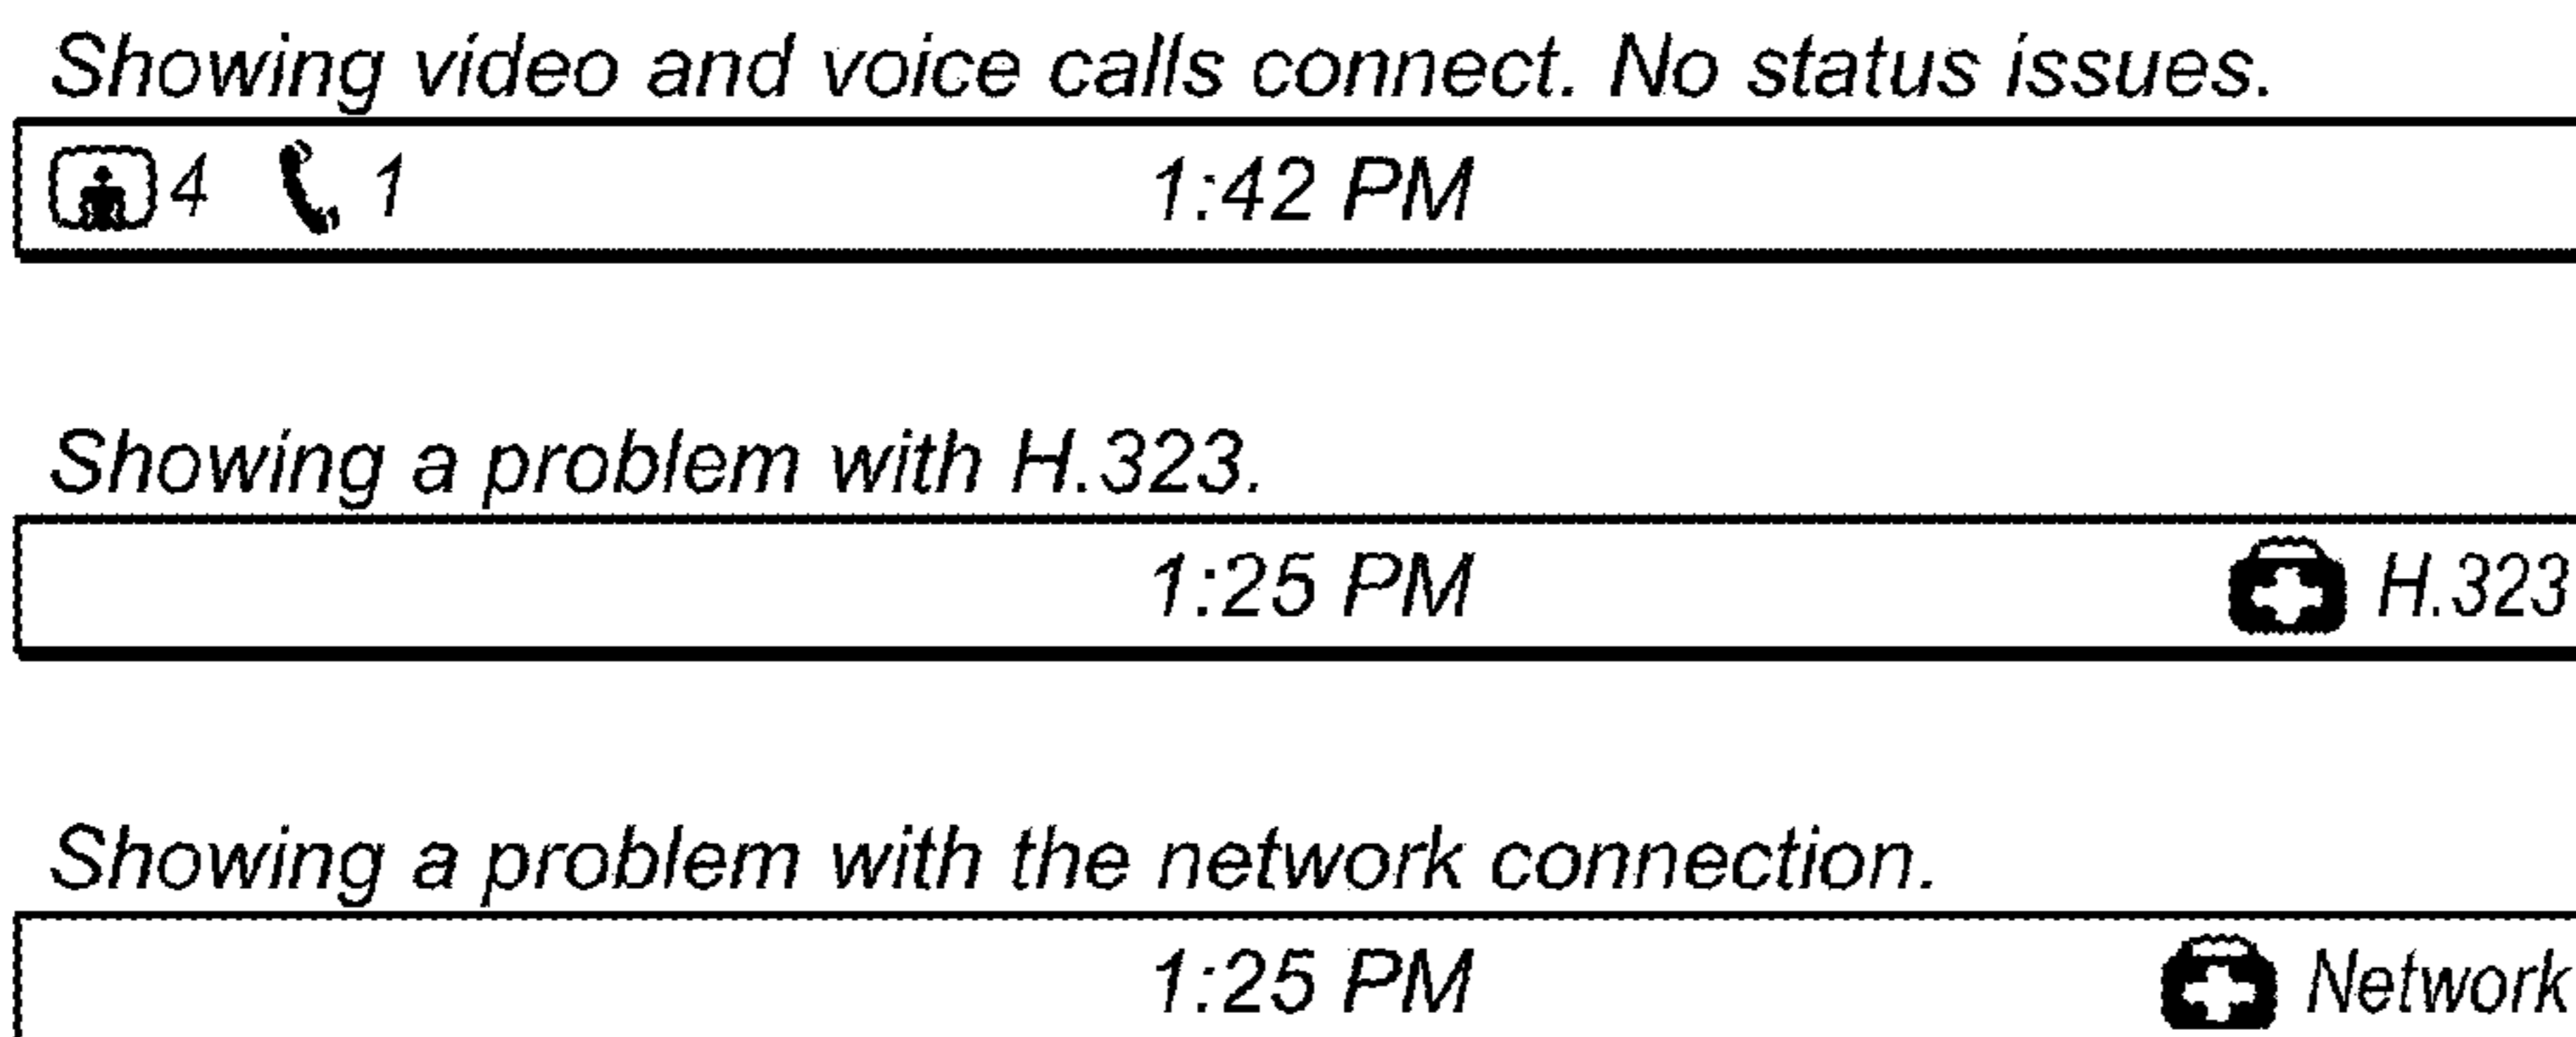 Showing video and voice calls connect. No status issues.
4 1 1:42 PM
Showing a problem with H.323.
1:25 PM H.323
Showing a problem with the network connection.
1:25 PM Network